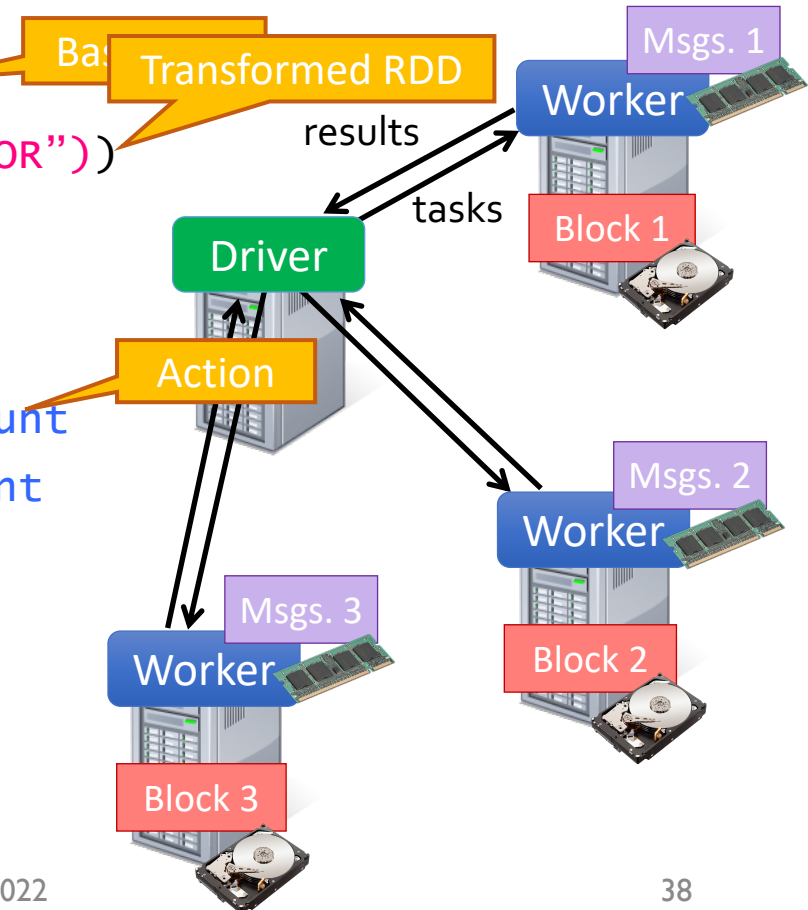 Msgs. 1
Bas
Transformed RDD
Worker
OR”))
results
tasks
Block 1
Driver
Action
unt
nt
Msgs. 2
Worker
Msgs. 3
Block 2
Worker
Block 3
022
38